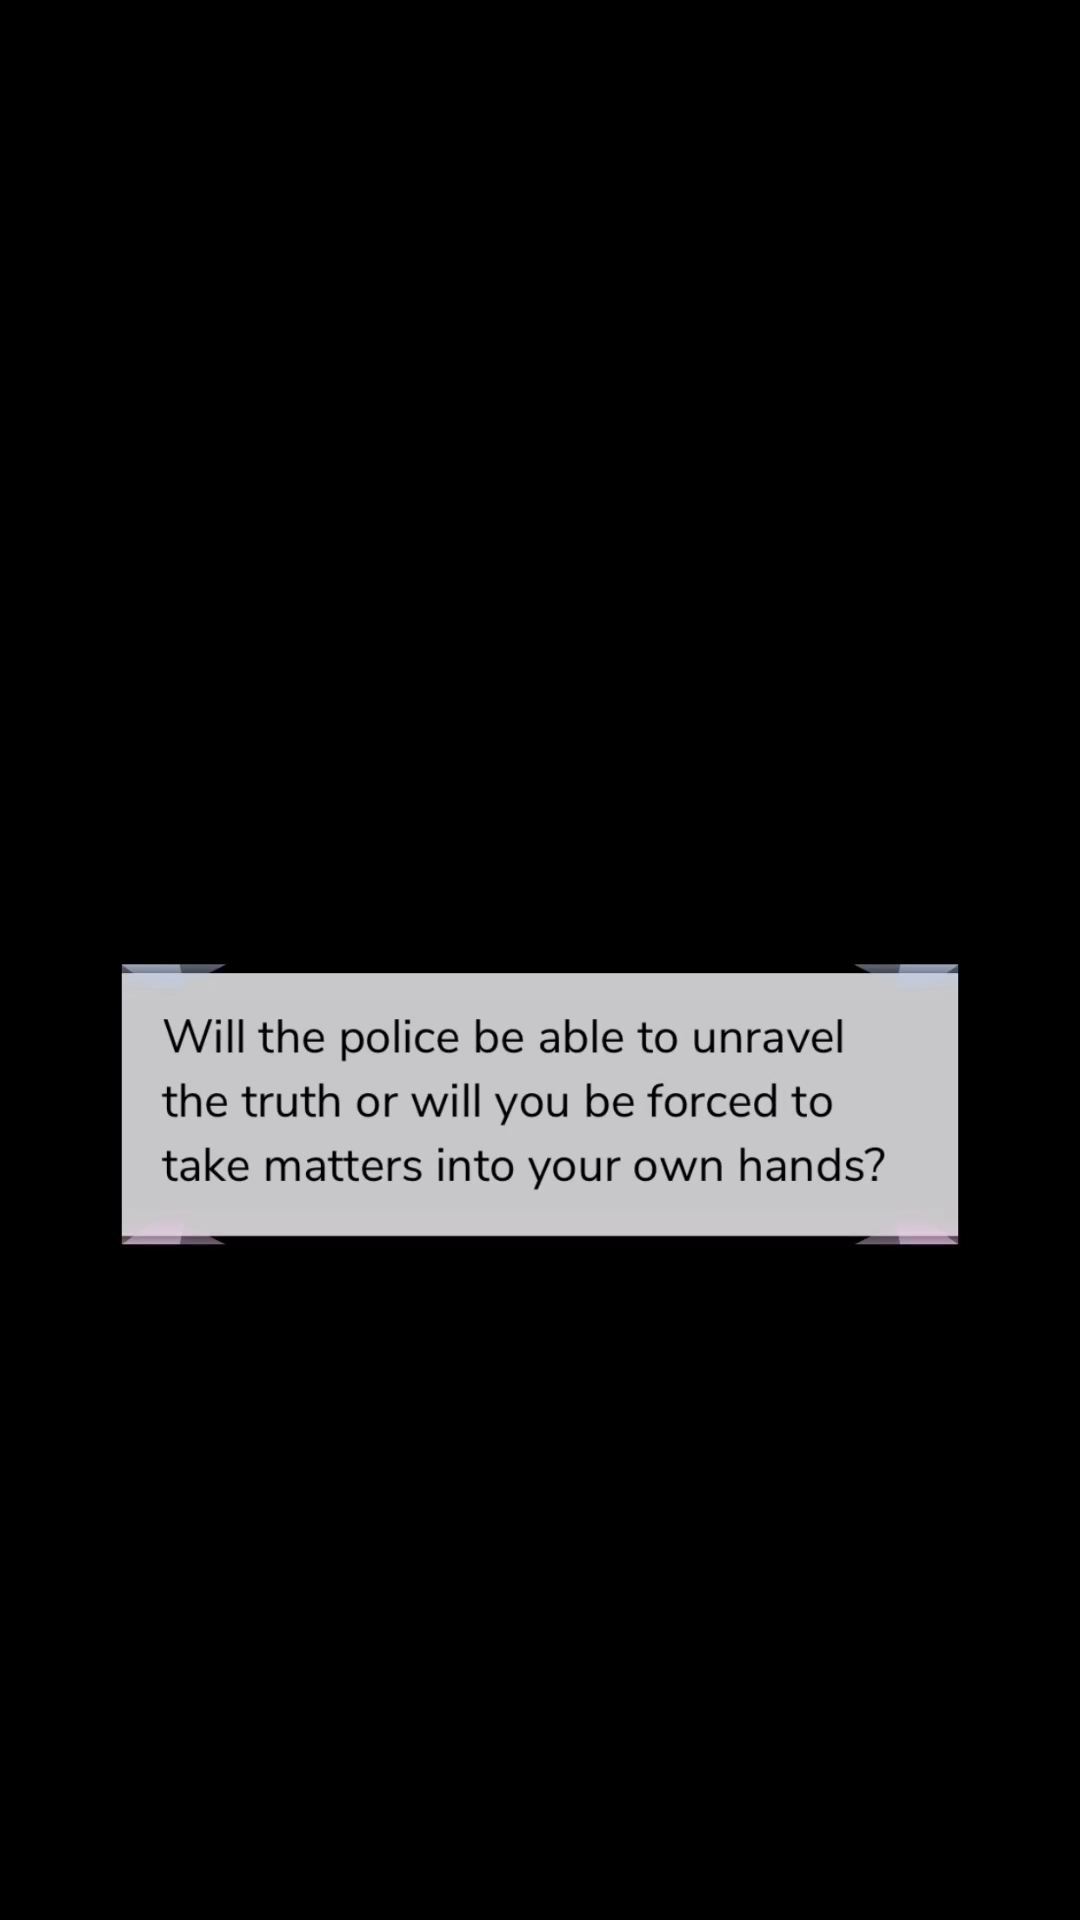 Will the police be able to unravel
the truth or will you be forced to
take matters into your own hands?